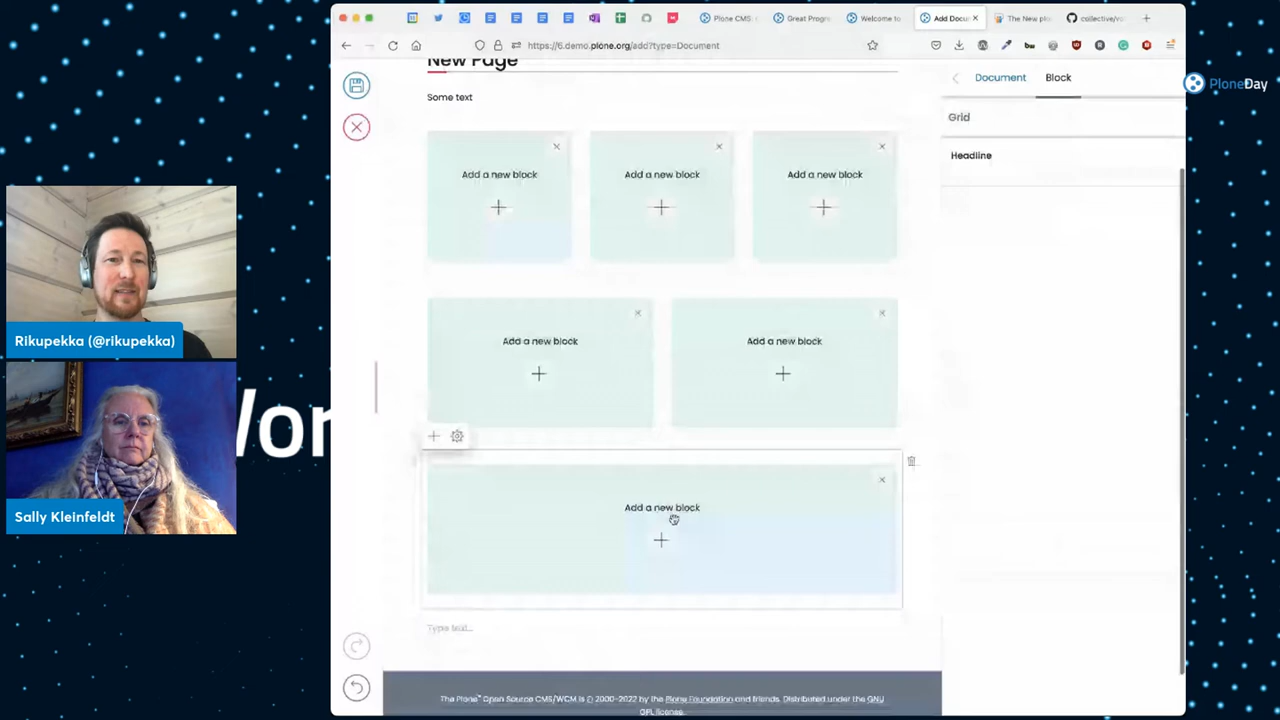 Plone CMS
Great Progre
Welcome to
Add Docu
The New plo
collective/vo
https://6.demo.plone.org/add?type=Document
New Page
Document
Block
PloneDay
Some text
Grid
Headline
Add a new block
Add a new block
Add a new block
Add a new block
Add a new block
Rikupekka (@rikupekka)
Add a new block
Sally Kleinfeldt
Type text...
The Plone™ Open Source CMS/WCM is © 2000-2022 by the Plone Foundation and friends. Distributed under the GNU
GPL license.